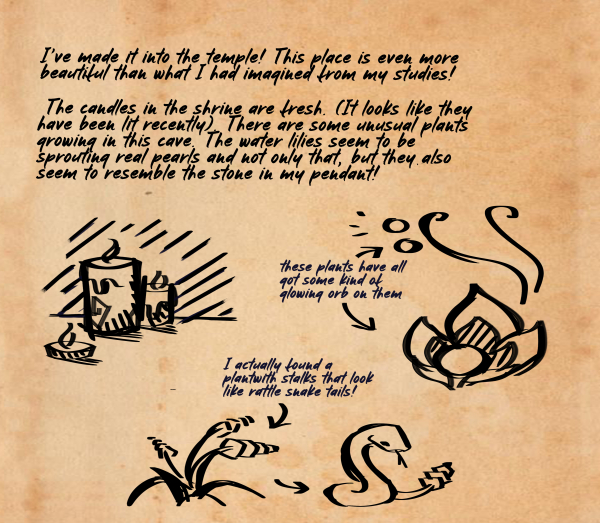 I've made it into the temple! This place is even more
beautiful than what I had imagined from my studies!
The candles in the shrine are fresh. (It looks like they
have been lit recently). There are some unusual plants
growing in this cave. The water lilies seem to be
sprouting real pearls and not only that, but they also
seem to resemble the stone in my pendant!
these plants have all
got some kind of
glowing orb on them
I actually found a
plantwith stalks that look
like rattle snake tails!